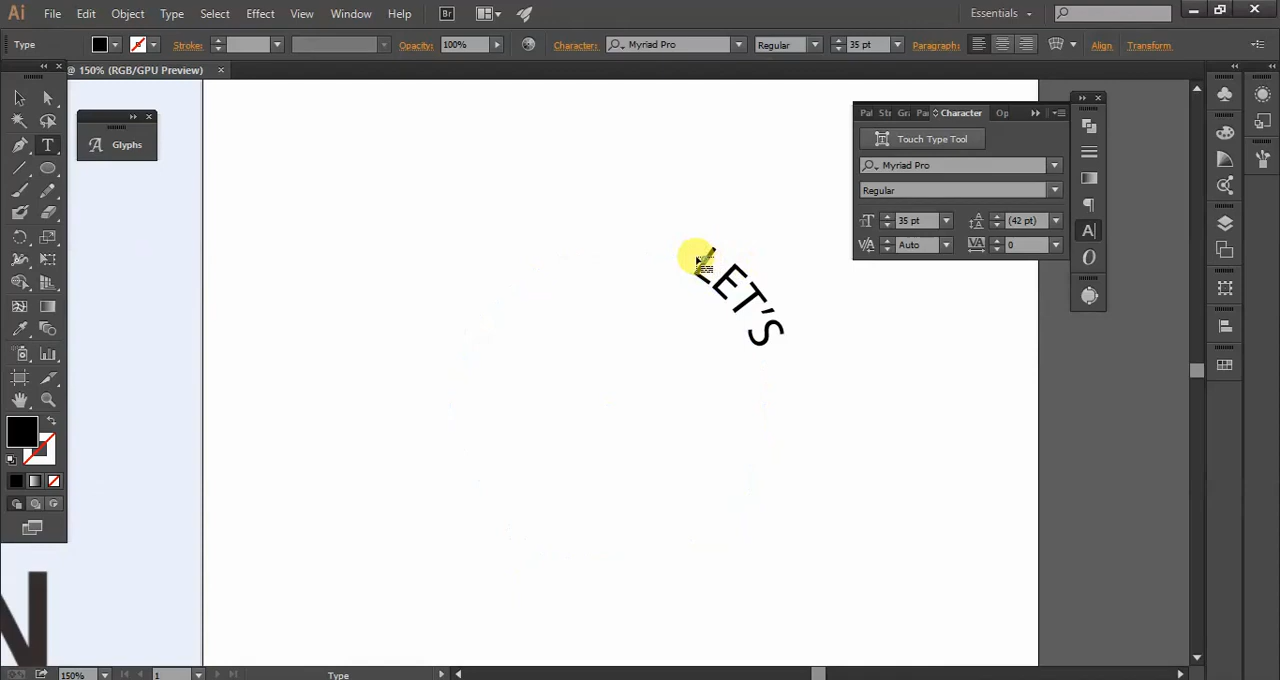 Ai File Edit Object Type Select Effect View Window Help Br Essentials
Type Stroke: Opacity: 100% Character: Myriad Pro Regular 35 pt Paragraph: Align Transform
@ 150% (RGB/GPU Preview)
Glyphs
Character
Touch Type Tool
Myriad Pro
Regular
35 pt (42 pt)
Auto 0
LET'S
N
150% 1 Type